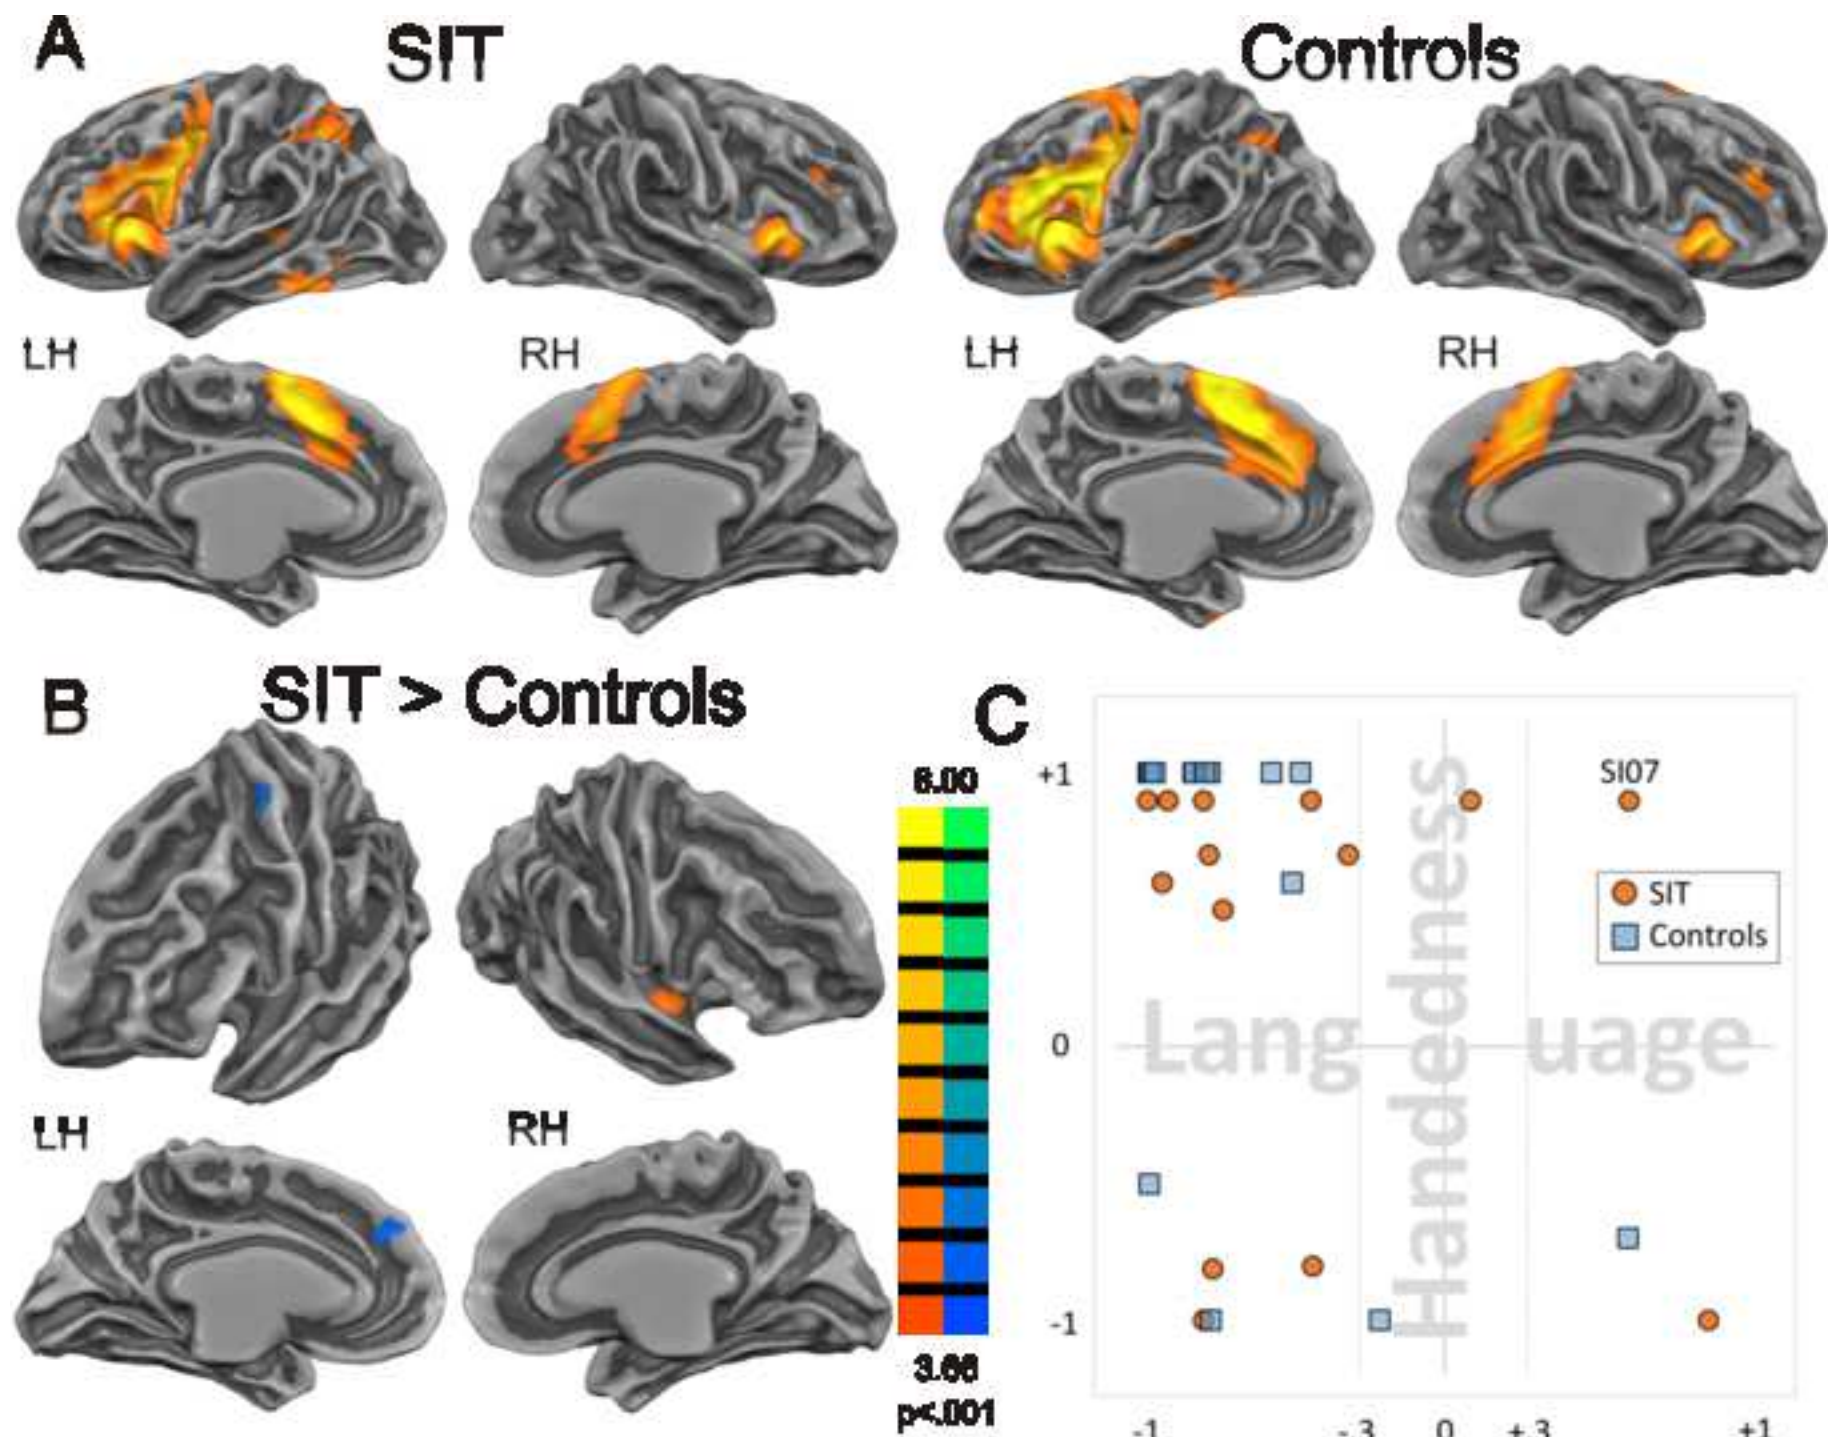 A
SIT
Controls
LH
RH
LH
RH
B
SIT > Controls
C
6.00
+1
SI07
SIT
Controls
Handedness
Lang
uage
0
LH
RH
-1
3.66
p<.001
-1
-.3
0
+.3
+1